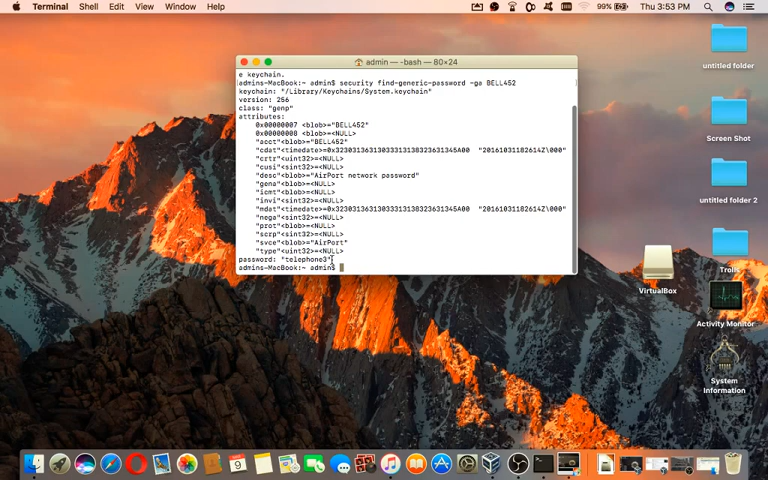 Terminal Shell Edit View Window Help
99% Thu 3:53 PM
admin — -bash — 80×24
e keychain.
admins-MacBook:~ admin$ security find-generic-password -ga BELL452
keychain: "/Library/Keychains/System.keychain"
version: 256
class: "genp"
attributes:
0x00000007 <blob>="BELL452"
0x00000008 <blob>=<NULL>
"acct"<blob>="BELL452"
"cdat"<timedate>=0x32303136313033313138323631345A00 "20161031182614Z\000"
"crtr"<uint32>=<NULL>
"cusi"<sint32>=<NULL>
"desc"<blob>="AirPort network password"
"gena"<blob>=<NULL>
"icmt"<blob>=<NULL>
"invi"<sint32>=<NULL>
"mdat"<timedate>=0x32303136313033313138323631345A00 "20161031182614Z\000"
"nega"<sint32>=<NULL>
"prot"<blob>=<NULL>
"scrp"<sint32>=<NULL>
"svce"<blob>="AirPort"
"type"<uint32>=<NULL>
password: "telephone3"
admins-MacBook:~ admin$
untitled folder
Screen Shot
untitled folder 2
Trolls
VirtualBox
Activity Monitor
System
Information
9